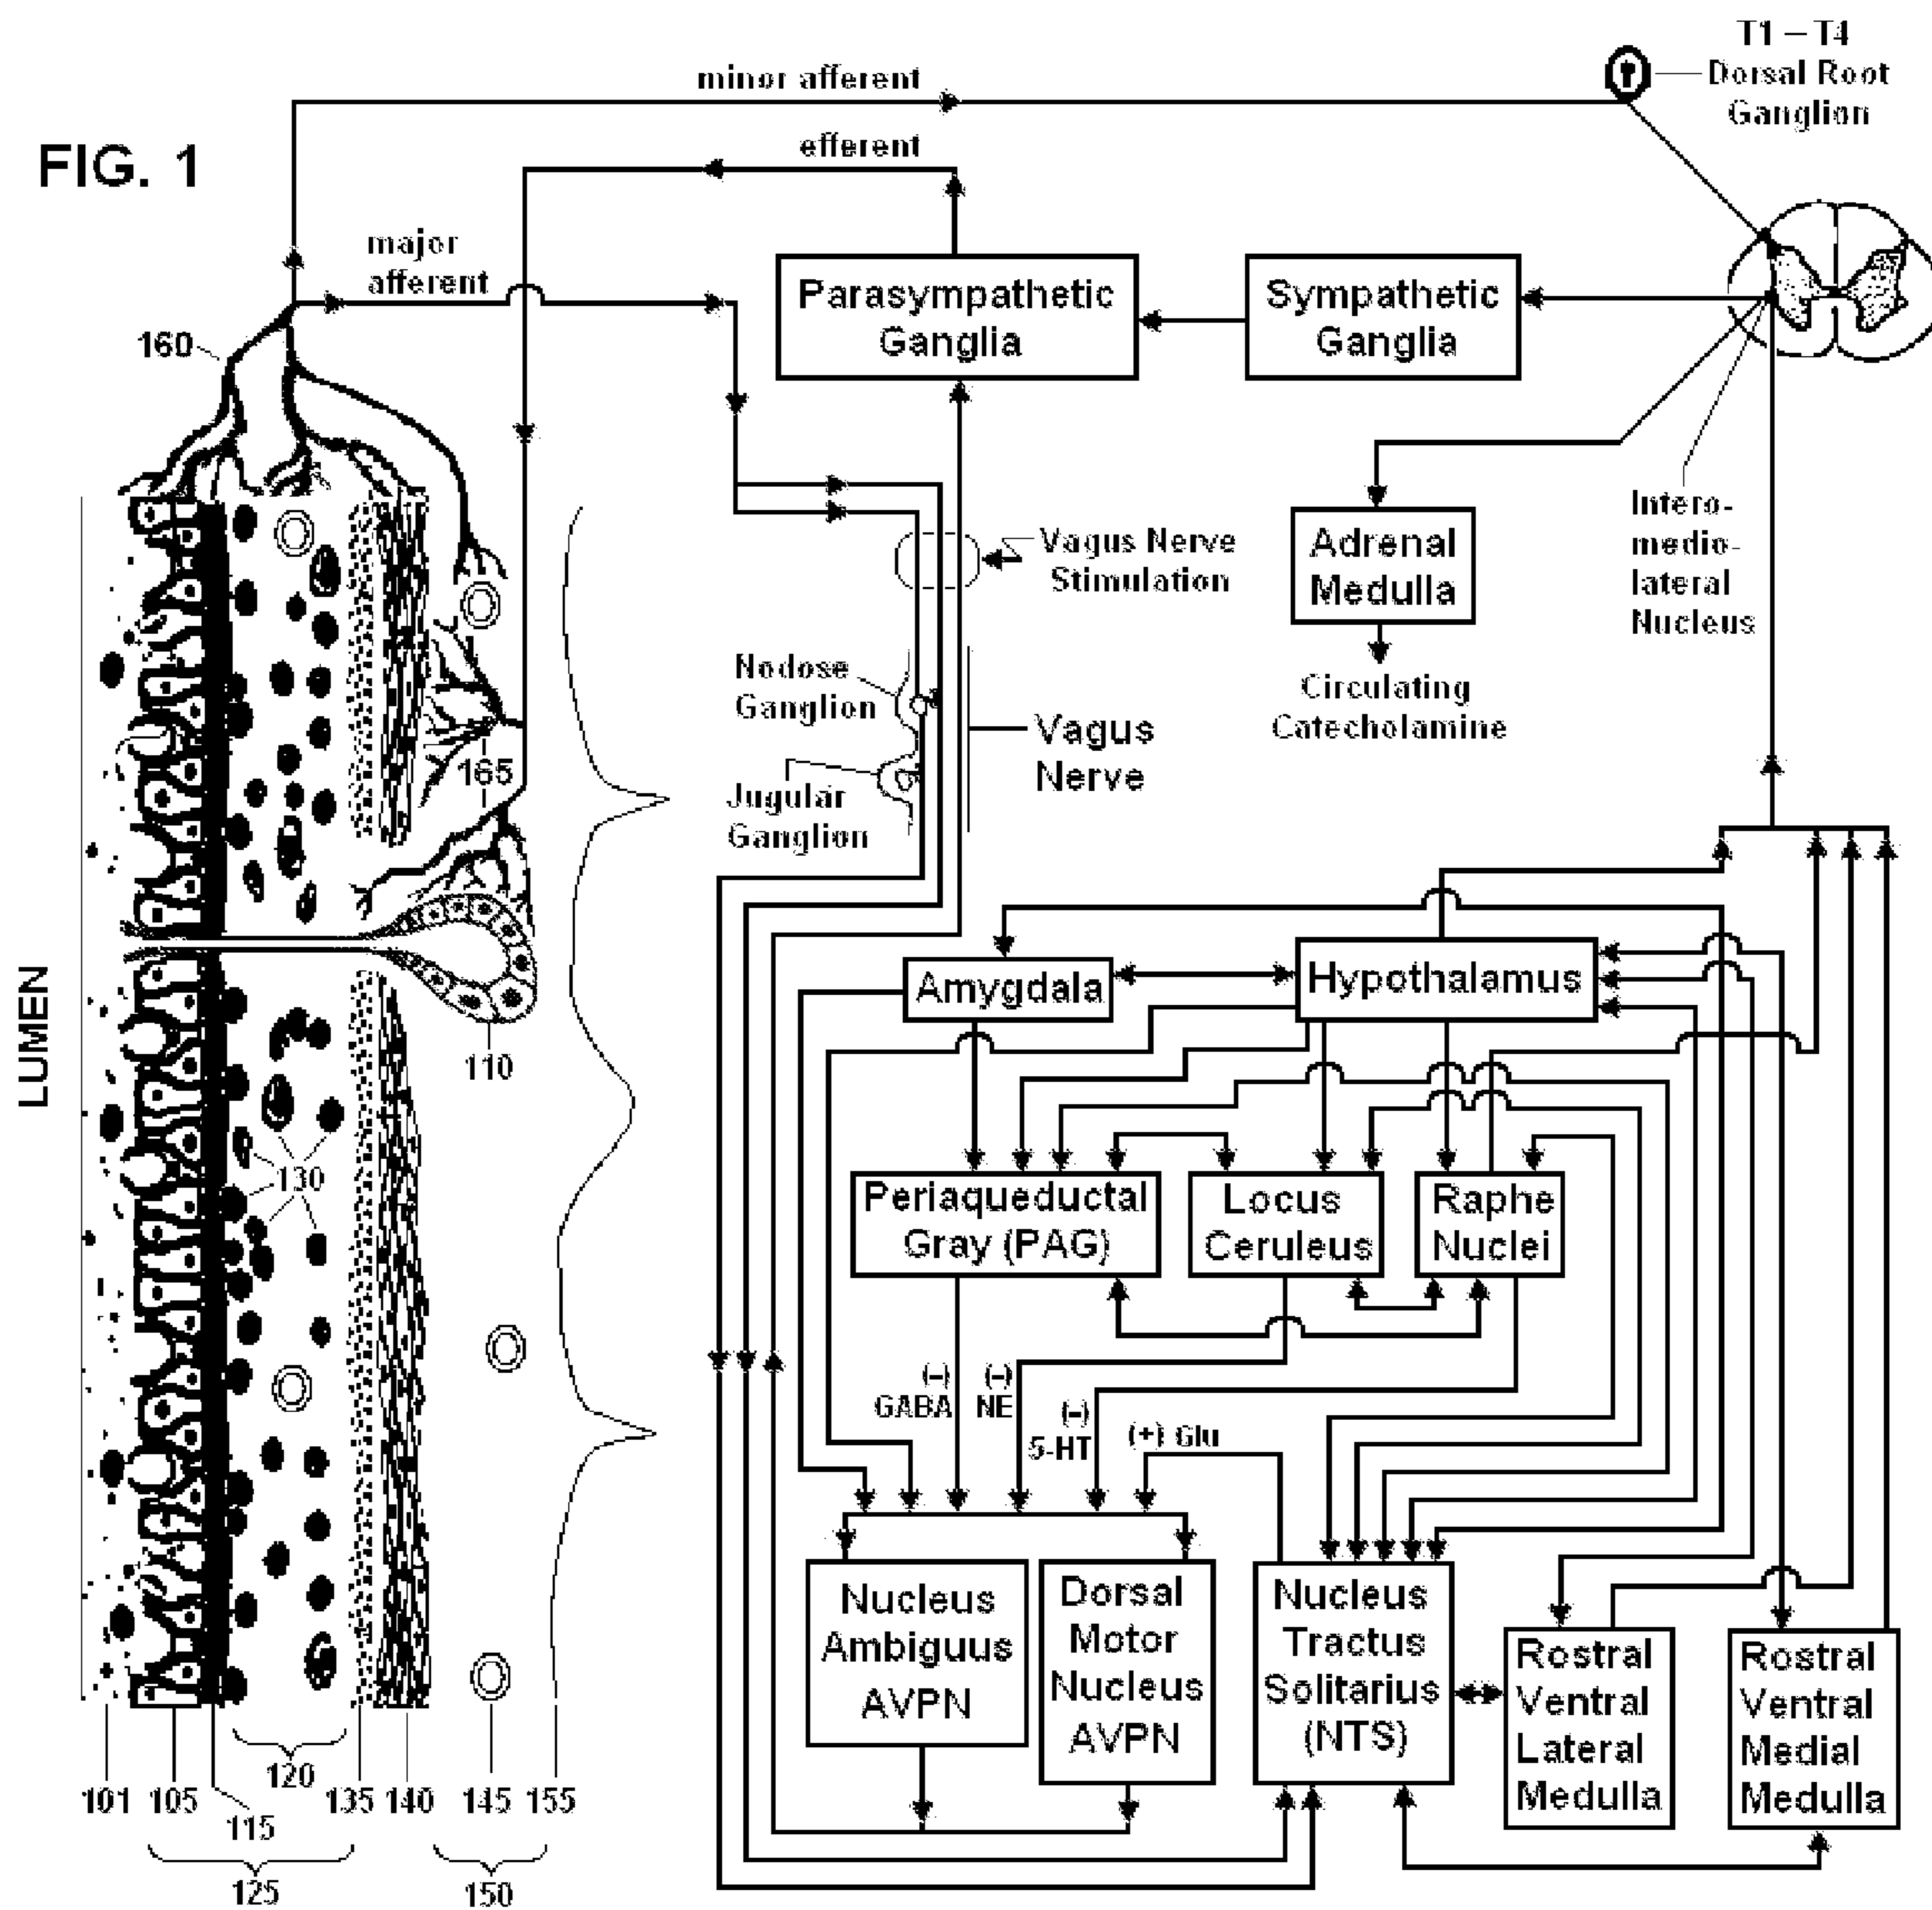 FIG. 1
minor afferent
T1 – T4
Dorsal Root
Ganglion
efferent
major
afferent
Parasympathetic
Ganglia
Sympathetic
Ganglia
160
Vagus Nerve
Stimulation
Adrenal
Medulla
Intero-
medio-
lateral
Nucleus
Nodose
Ganglion
Circulating
Catecholamine
Vagus
Nerve
165
Jugular
Ganglion
LUMEN
Amygdala
Hypothalamus
110
130
Periaqueductal
Gray (PAG)
Locus
Ceruleus
Raphe
Nuclei
(-)
GABA
(-)
NE
(-)
5-HT
(+) Glu
Nucleus
Ambiguus
AVPN
Dorsal
Motor
Nucleus
AVPN
Nucleus
Tractus
Solitarius
(NTS)
Rostral
Ventral
Lateral
Medulla
Rostral
Ventral
Medial
Medulla
120
101 105 135 140 145 155
115
125 150